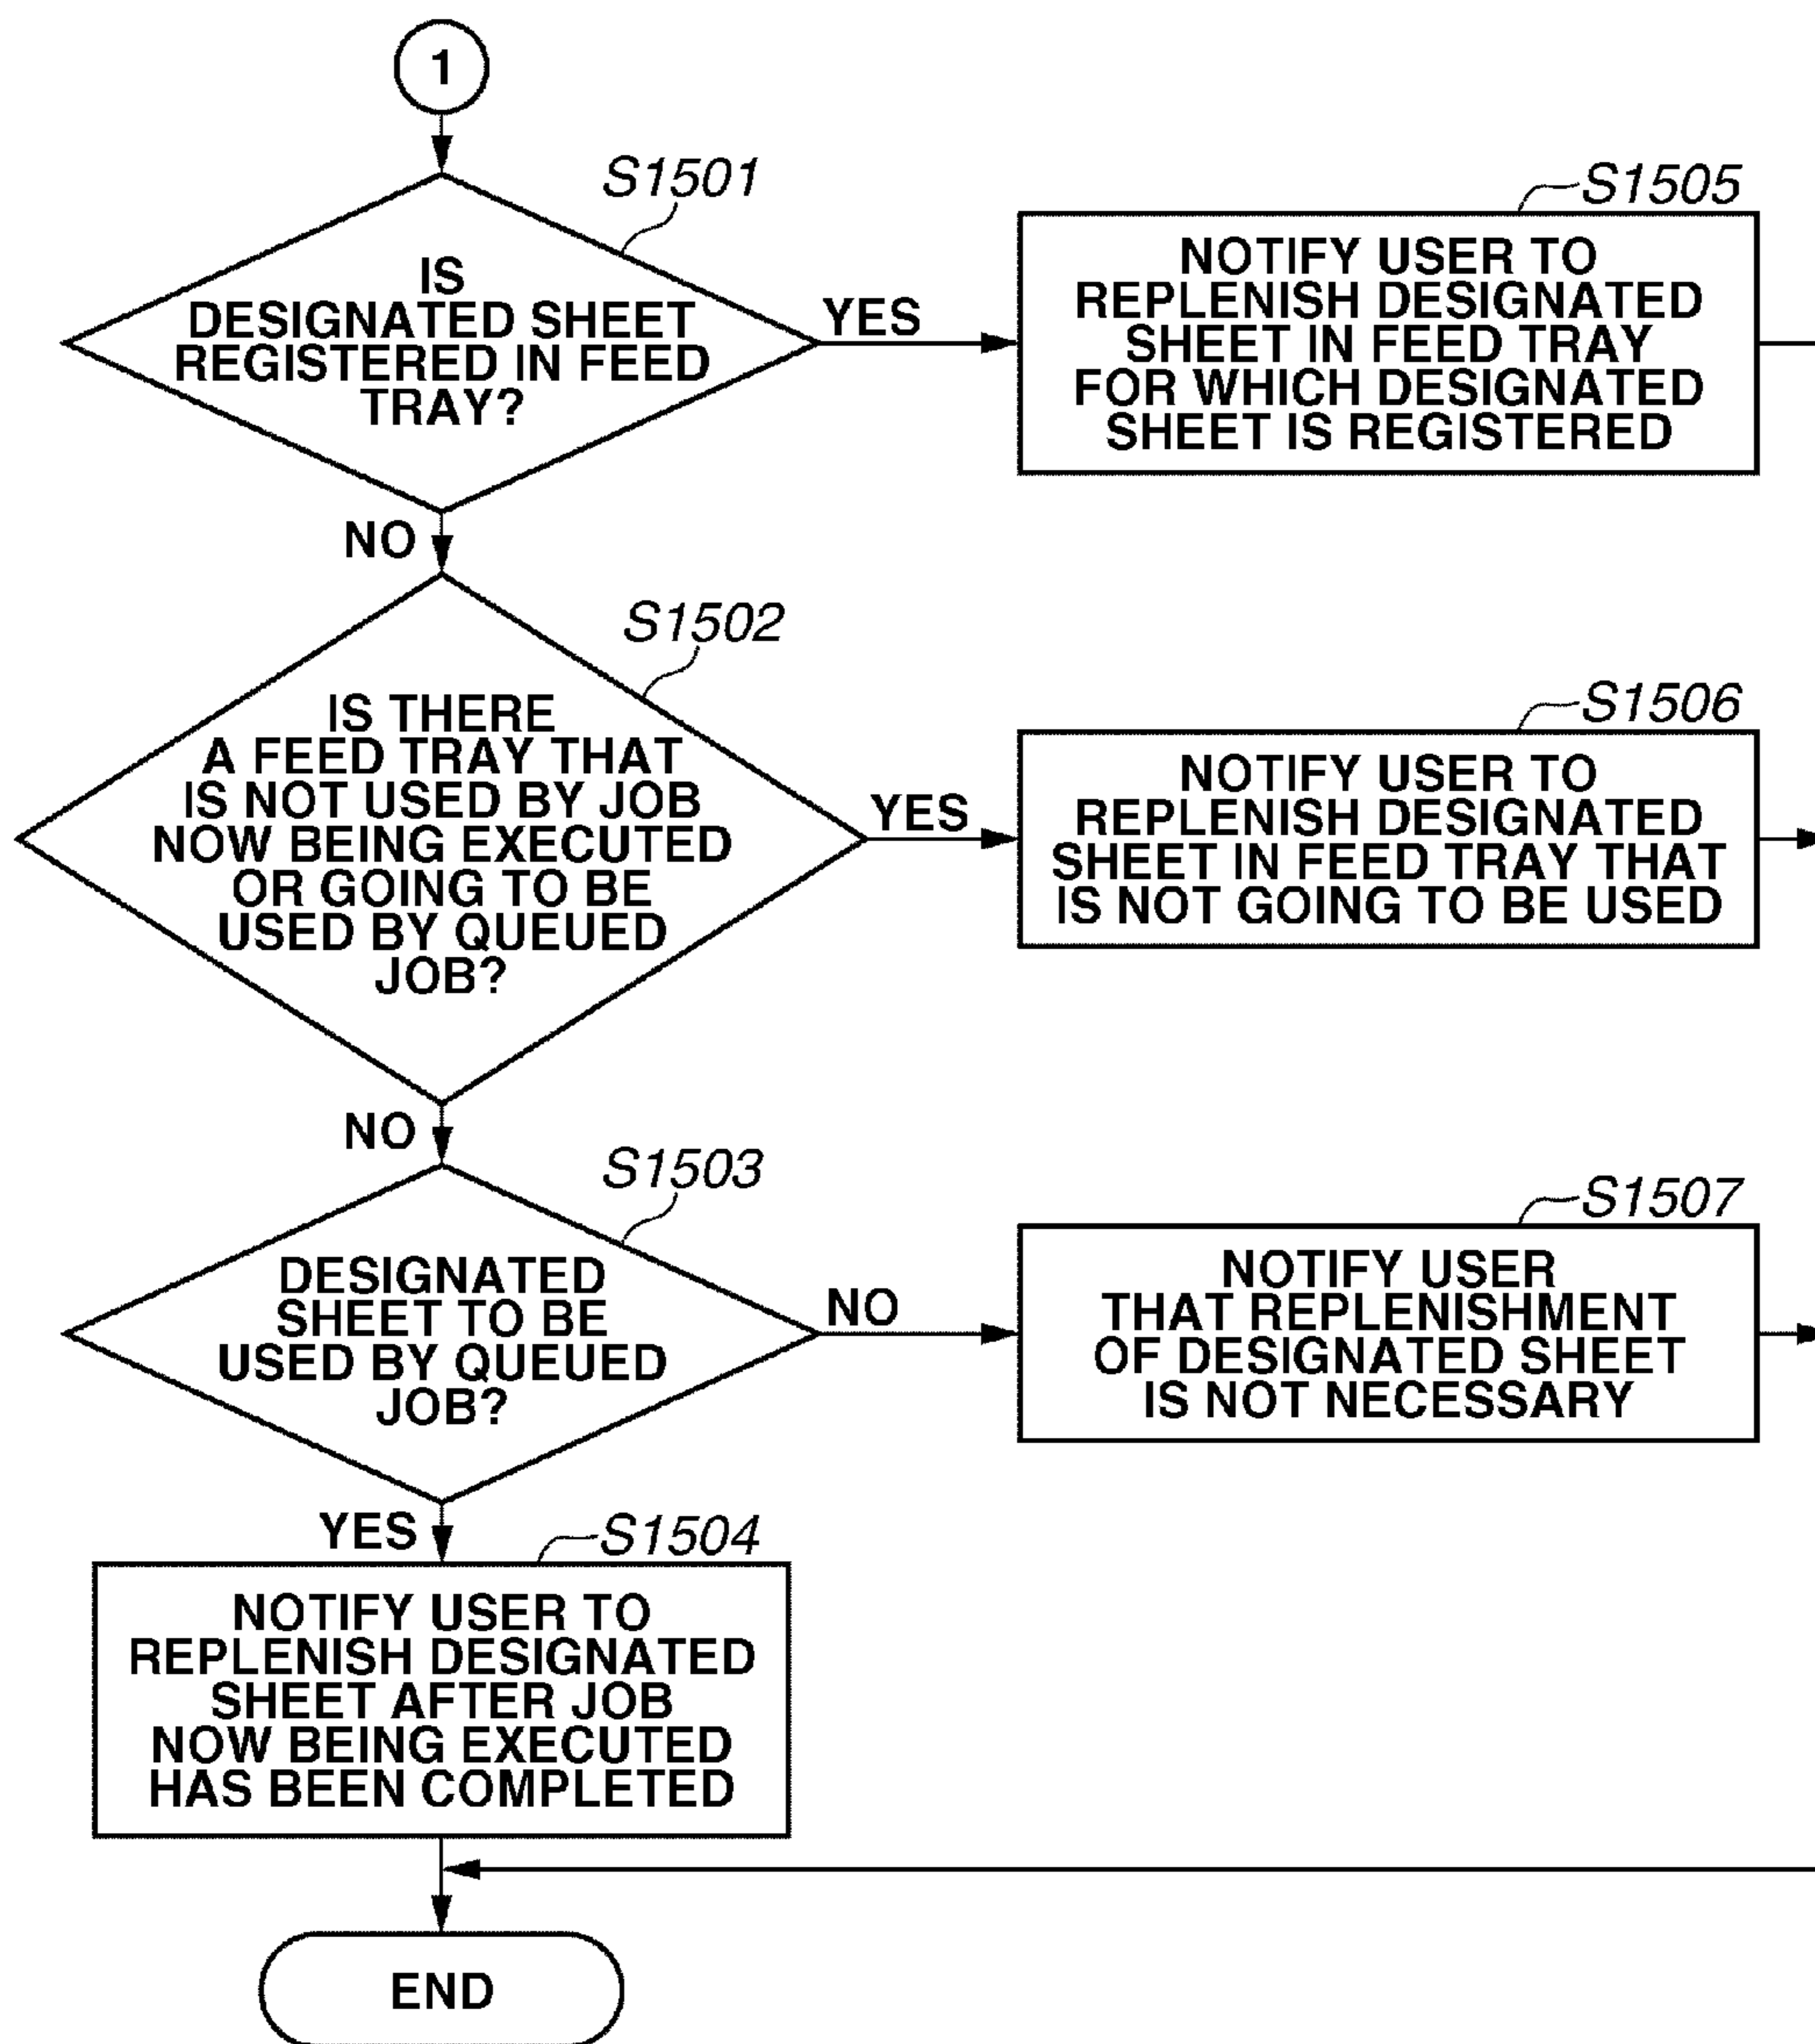 1
S1501
IS
DESIGNATED SHEET
REGISTERED IN FEED
TRAY?
YES
S1505
NOTIFY USER TO
REPLENISH DESIGNATED
SHEET IN FEED TRAY
FOR WHICH DESIGNATED
SHEET IS REGISTERED
NO
S1502
IS THERE
A FEED TRAY THAT
IS NOT USED BY JOB
NOW BEING EXECUTED
OR GOING TO BE
USED BY QUEUED
JOB?
YES
S1506
NOTIFY USER TO
REPLENISH DESIGNATED
SHEET IN FEED TRAY THAT
IS NOT GOING TO BE USED
NO
S1503
DESIGNATED
SHEET TO BE
USED BY QUEUED
JOB?
NO
S1507
NOTIFY USER
THAT REPLENISHMENT
OF DESIGNATED SHEET
IS NOT NECESSARY
YES
S1504
NOTIFY USER TO
REPLENISH DESIGNATED
SHEET AFTER JOB
NOW BEING EXECUTED
HAS BEEN COMPLETED
END